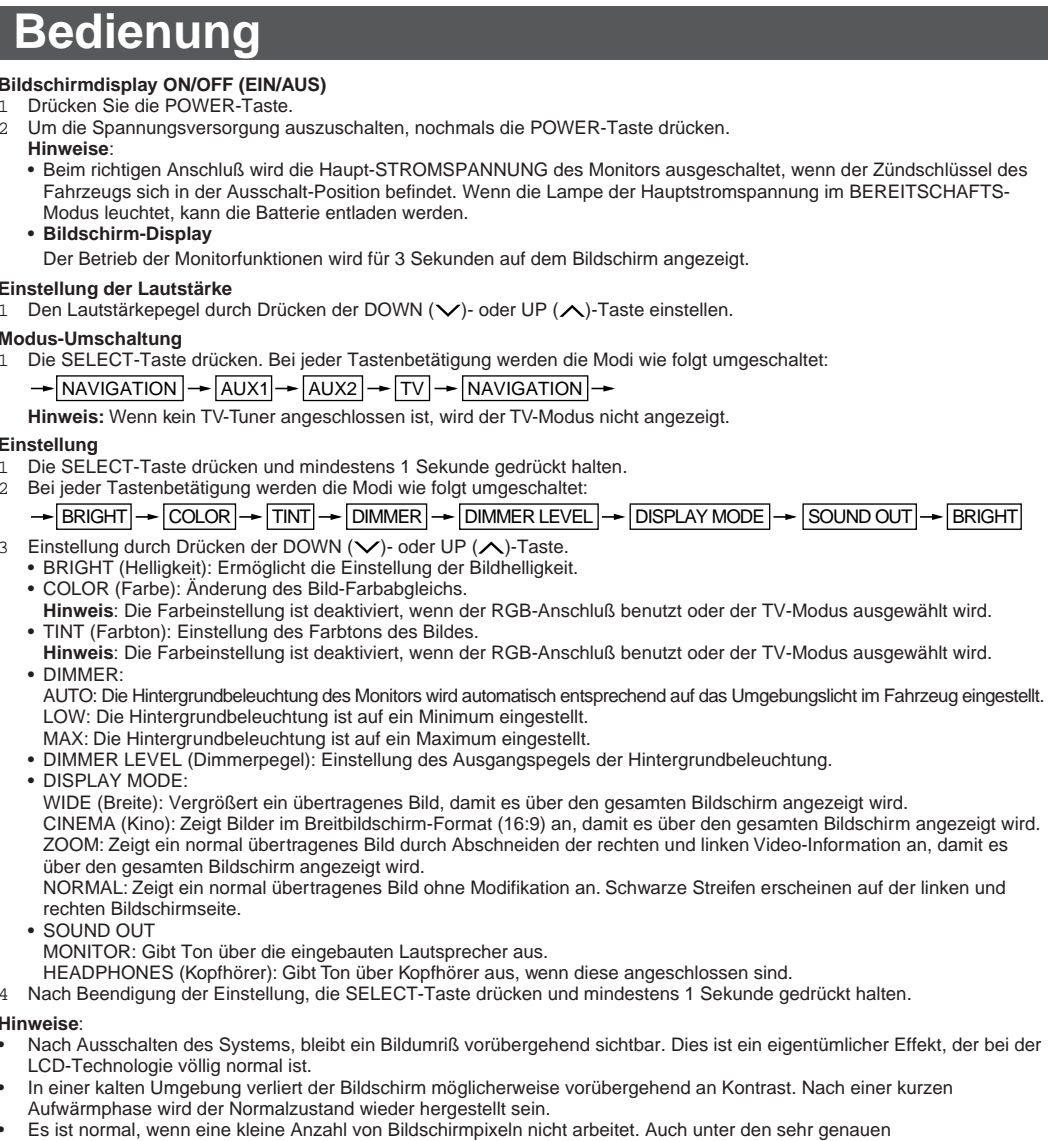 Bedienung
Bildschirmdisplay ON/OFF (EIN/AUS)
1 Drücken Sie die POWER-Taste.
2 Um die Spannungsversorgung auszuschalten, nochmals die POWER-Taste drücken.
Hinweise:
• Beim richtigen Anschluß wird die Haupt-STROMSPANNUNG des Monitors ausgeschaltet, wenn der Zündschlüssel des
Fahrzeugs sich in der Ausschalt-Position befindet. Wenn die Lampe der Hauptstromspannung im BEREITSCHAFTS-
Modus leuchtet, kann die Batterie entladen werden.
• Bildschirm-Display
Der Betrieb der Monitorfunktionen wird für 3 Sekunden auf dem Bildschirm angezeigt.
Einstellung der Lautstärke
1 Den Lautstärkepegel durch Drücken der DOWN (∨)- oder UP (∧)-Taste einstellen.
Modus-Umschaltung
1 Die SELECT-Taste drücken. Bei jeder Tastenbetätigung werden die Modi wie folgt umgeschaltet:
→ NAVIGATION → AUX1 → AUX2 → TV → NAVIGATION →
Hinweis: Wenn kein TV-Tuner angeschlossen ist, wird der TV-Modus nicht angezeigt.
Einstellung
1 Die SELECT-Taste drücken und mindestens 1 Sekunde gedrückt halten.
2 Bei jeder Tastenbetätigung werden die Modi wie folgt umgeschaltet:
→ BRIGHT → COLOR → TINT → DIMMER → DIMMER LEVEL → DISPLAY MODE → SOUND OUT → BRIGHT
3 Einstellung durch Drücken der DOWN (∨)- oder UP (∧)-Taste.
• BRIGHT (Helligkeit): Ermöglicht die Einstellung der Bildhelligkeit.
• COLOR (Farbe): Änderung des Bild-Farbabgleichs.
Hinweis: Die Farbeinstellung ist deaktiviert, wenn der RGB-Anschluß benutzt oder der TV-Modus ausgewählt wird.
• TINT (Farbton): Einstellung des Farbtons des Bildes.
Hinweis: Die Farbeinstellung ist deaktiviert, wenn der RGB-Anschluß benutzt oder der TV-Modus ausgewählt wird.
• DIMMER:
AUTO: Die Hintergrundbeleuchtung des Monitors wird automatisch entsprechend auf das Umgebungslicht im Fahrzeug eingestellt.
LOW: Die Hintergrundbeleuchtung ist auf ein Minimum eingestellt.
MAX: Die Hintergrundbeleuchtung ist auf ein Maximum eingestellt.
• DIMMER LEVEL (Dimmerpegel): Einstellung des Ausgangspegels der Hintergrundbeleuchtung.
• DISPLAY MODE:
WIDE (Breite): Vergrößert ein übertragenes Bild, damit es über den gesamten Bildschirm angezeigt wird.
CINEMA (Kino): Zeigt Bilder im Breitbildschirm-Format (16:9) an, damit es über den gesamten Bildschirm angezeigt wird.
ZOOM: Zeigt ein normal übertragenes Bild durch Abschneiden der rechten und linken Video-Information an, damit es
über den gesamten Bildschirm angezeigt wird.
NORMAL: Zeigt ein normal übertragenes Bild ohne Modifikation an. Schwarze Streifen erscheinen auf der linken und
rechten Bildschirmseite.
• SOUND OUT
MONITOR: Gibt Ton über die eingebauten Lautsprecher aus.
HEADPHONES (Kopfhörer): Gibt Ton über Kopfhörer aus, wenn diese angeschlossen sind.
4 Nach Beendigung der Einstellung, die SELECT-Taste drücken und mindestens 1 Sekunde gedrückt halten.
Hinweise:
• Nach Ausschalten des Systems, bleibt ein Bildumriß vorübergehend sichtbar. Dies ist ein eigentümlicher Effekt, der bei der
LCD-Technologie völlig normal ist.
• In einer kalten Umgebung verliert der Bildschirm möglicherweise vorübergehend an Kontrast. Nach einer kurzen
Aufwärmphase wird der Normalzustand wieder hergestellt sein.
• Es ist normal, wenn eine kleine Anzahl von Bildschirmpixeln nicht arbeitet. Auch unter den sehr genauen